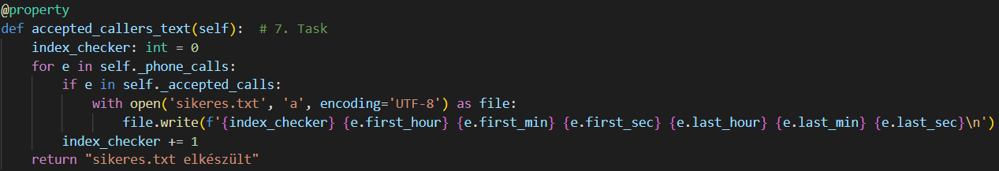 @property
def accepted_callers_text(self):  # 7. Task
    index_checker: int = 0
    for e in self._phone_calls:
        if e in self._accepted_calls:
            with open('sikeres.txt', 'a', encoding='UTF-8') as file:
                file.write(f'{index_checker} {e.first_hour} {e.first_min} {e.first_sec} {e.last_hour} {e.last_min} {e.last_sec}\n')
        index_checker += 1
    return "sikeres.txt elkészült"